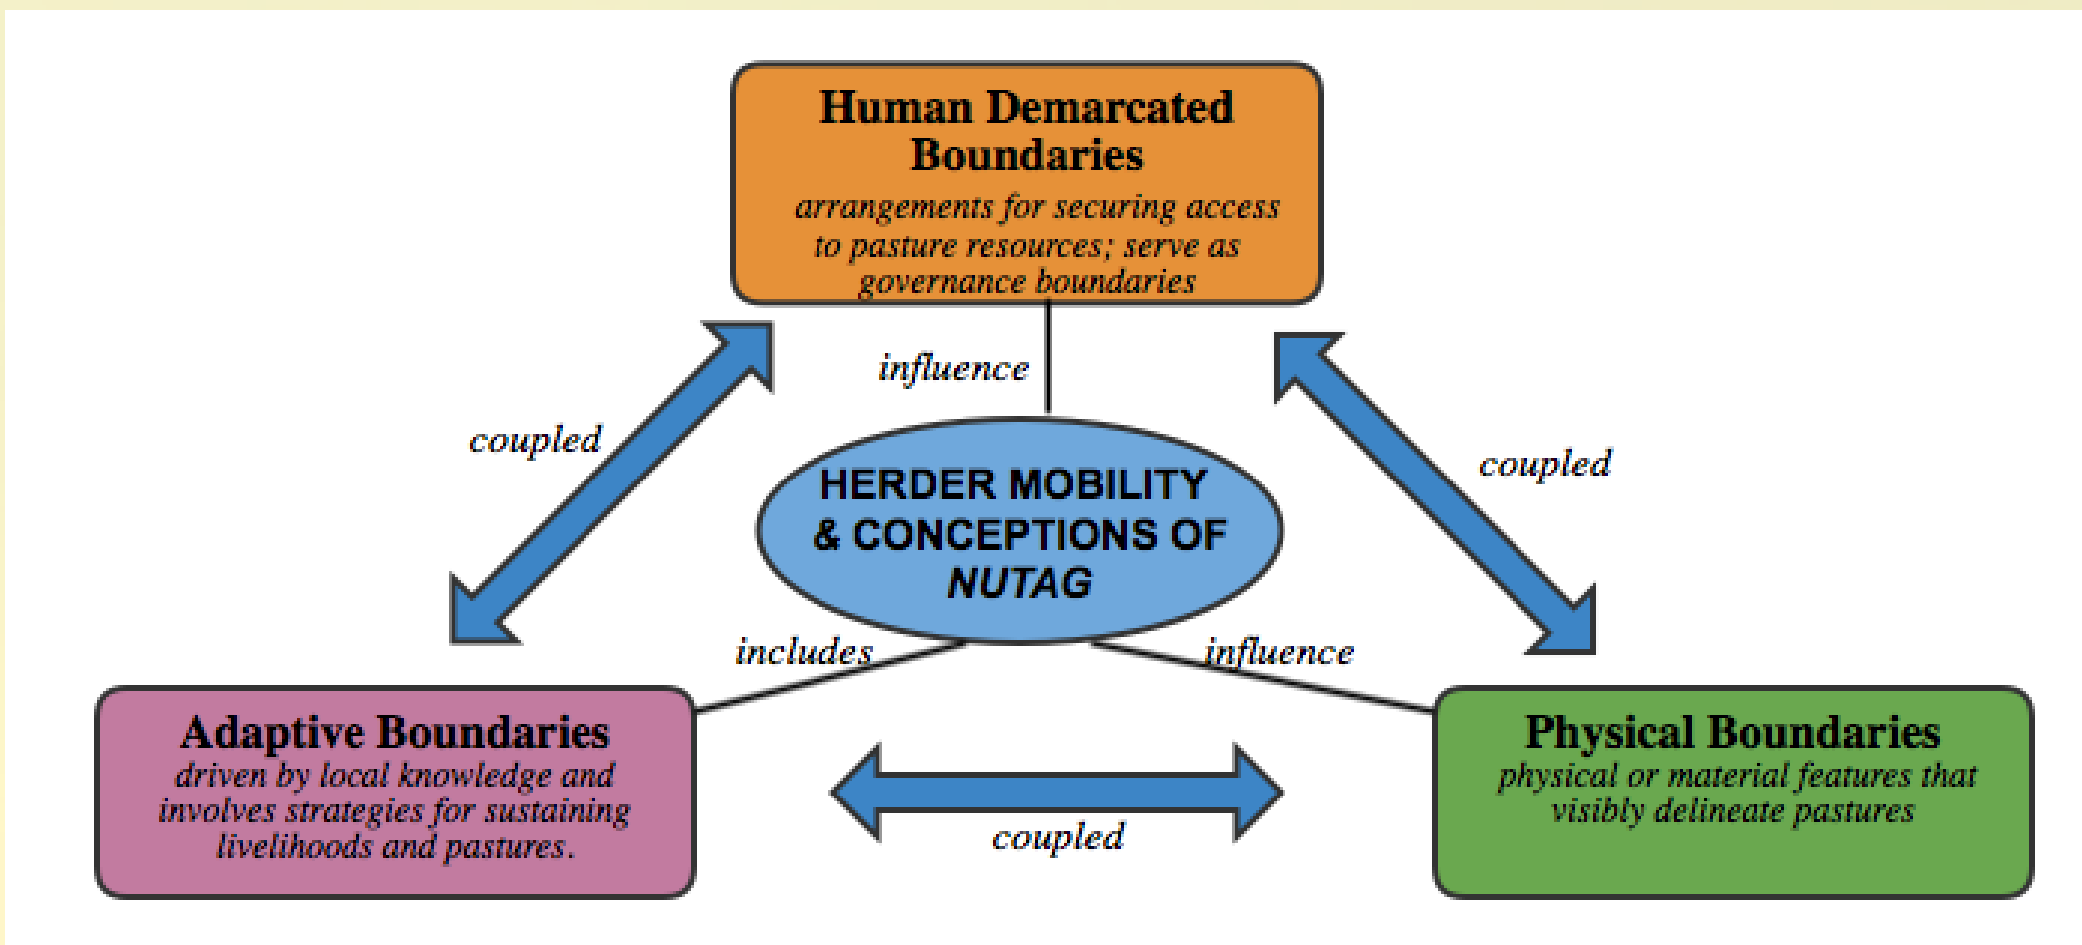 Human Demarcated
Boundaries
arrangements for securing access
to pasture resources; serve as
governance boundaries
influence
coupled
coupled
HERDER MOBILITY
& CONCEPTIONS OF
NUTAG
includes
influence
Adaptive Boundaries
driven by local knowledge and
involves strategies for sustaining
livelihoods and pastures.
Physical Boundaries
physical or material features that
visibly delineate pastures
coupled